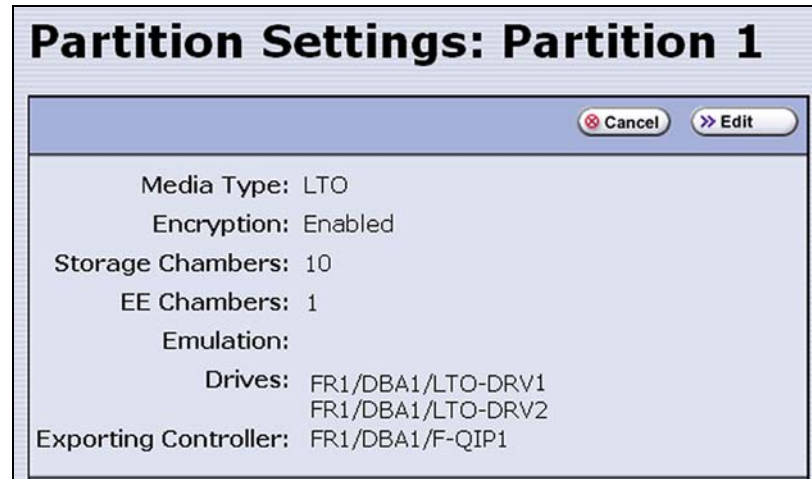 Partition Settings: Partition 1
Cancel
Edit
Media Type: LTO
Encryption: Enabled
Storage Chambers: 10
EE Chambers: 1
Emulation:
Drives: FR1/DBA1/LTO-DRV1
FR1/DBA1/LTO-DRV2
Exporting Controller: FR1/DBA1/F-QIP1